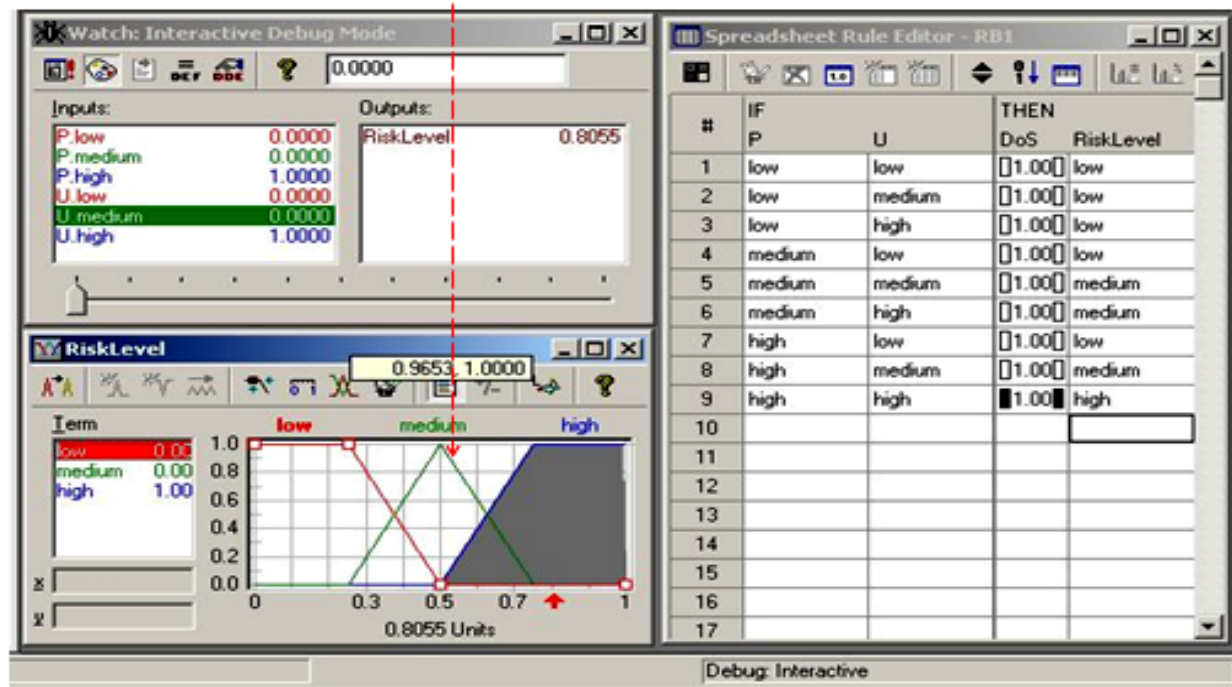 Watch: Interactive Debug Mode
DEF DDE ? 0.0000
Inputs:
P.low 0.0000
P.medium 0.0000
P.high 1.0000
U.low 0.0000
U.medium 0.0000
U.high 1.0000
Outputs:
RiskLevel 0.8055
RiskLevel
0.9653, 1.0000
Term
low 0.00
medium 0.00
high 1.00
low medium high
1.0
0.8
0.6
0.4
0.2
0.0
0 0.3 0.5 0.7 1
0.8055 Units
Spreadsheet Rule Editor - RB1
1.0
# IF THEN
P U DoS RiskLevel
1 low low [1.00] low
2 low medium [1.00] low
3 low high [1.00] low
4 medium low [1.00] low
5 medium medium [1.00] medium
6 medium high [1.00] medium
7 high low [1.00] low
8 high medium [1.00] medium
9 high high 1.00 high
10
11
12
13
14
15
16
17
Debug: Interactive